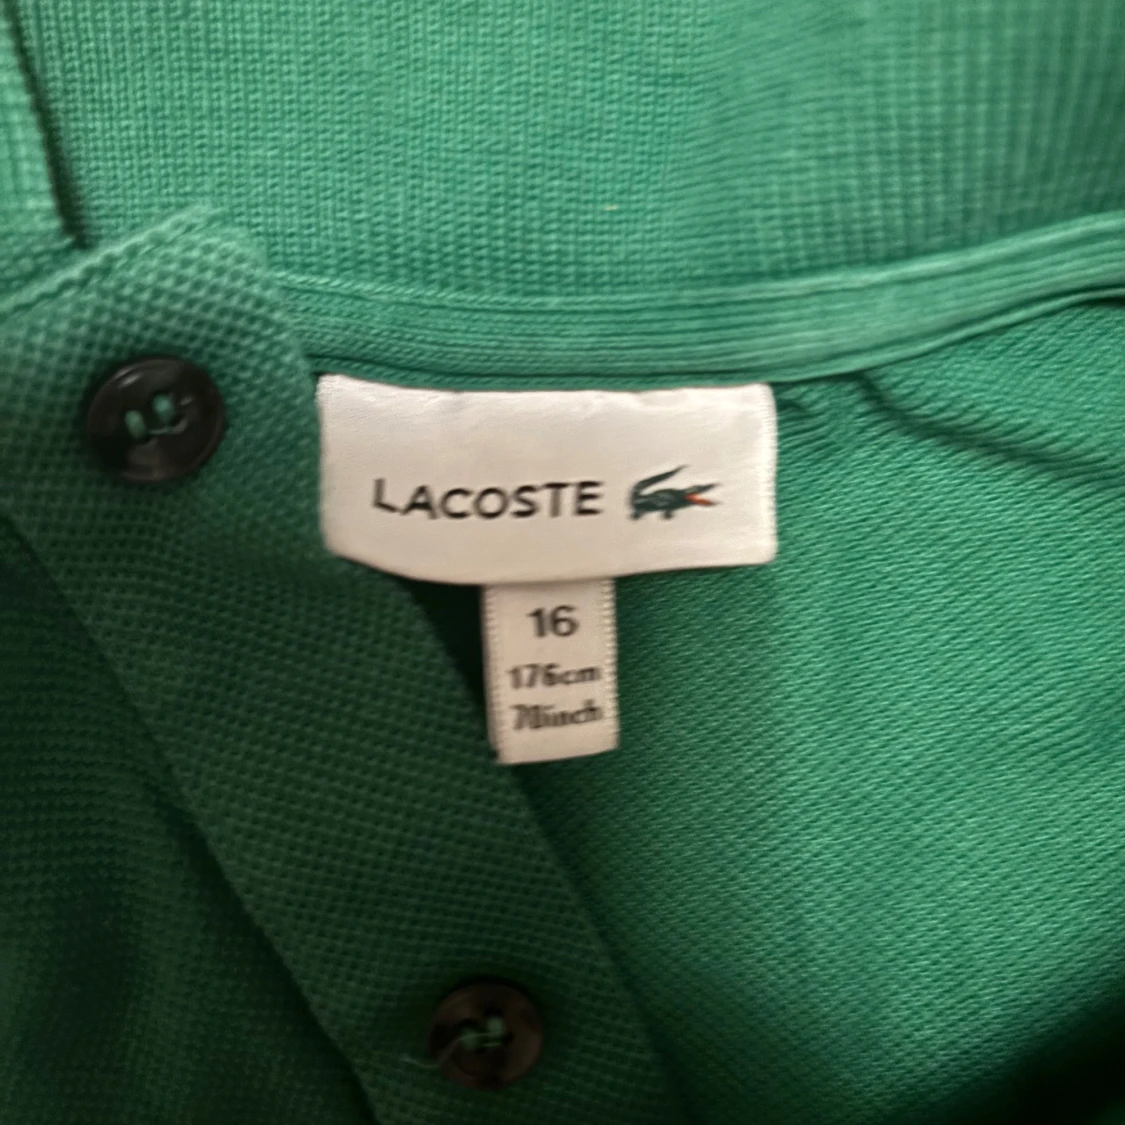 LACOSTE
16
176cm
70inch